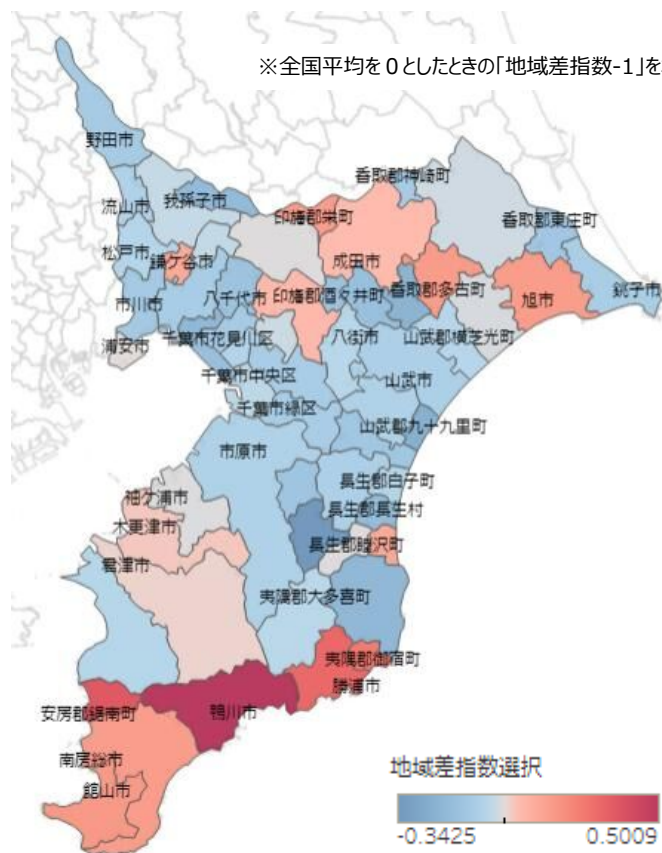 ※全国平均を０としたときの「地域差指数-1」を
野田市
香取郡神崎町
我孫子市
流山市
印旛郡栄町
香取郡東庄町
松戸市
鎌ケ谷市
成田市
市川市
八千代市
印旛郡酒々井町
香取郡多古町
旭市
銚子市
浦安市
千葉市花見川区
八街市
山武郡横芝光町
千葉市中央区
山武市
千葉市緑区
山武郡九十九里町
市原市
長生郡白子町
袖ケ浦市
長生郡長生村
木更津市
長生郡睦沢町
君津市
夷隅郡大多喜町
夷隅郡御宿町
勝浦市
安房郡鋸南町
鴨川市
南房総市
館山市
地域差指数選択
-0.3425
0.5009